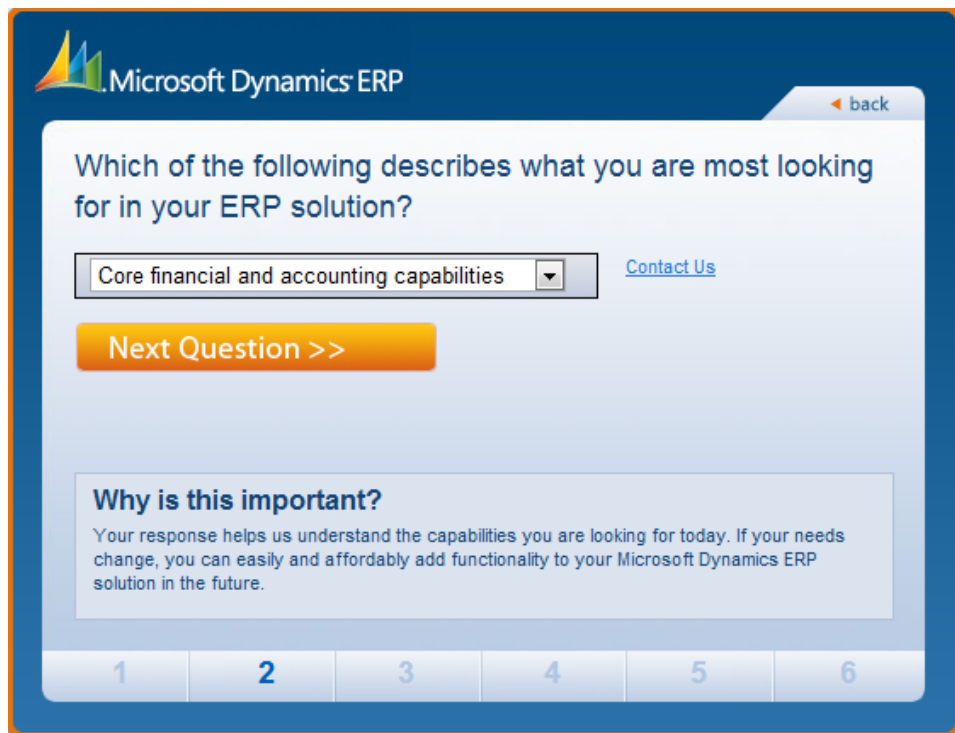 Microsoft Dynamics ERP
back
Which of the following describes what you are most looking
for in your ERP solution?
Core financial and accounting capabilities
Contact Us
Next Question >>
Why is this important?
Your response helps us understand the capabilities you are looking for today. If your needs
change, you can easily and affordably add functionality to your Microsoft Dynamics ERP
solution in the future.
1 2 3 4 5 6